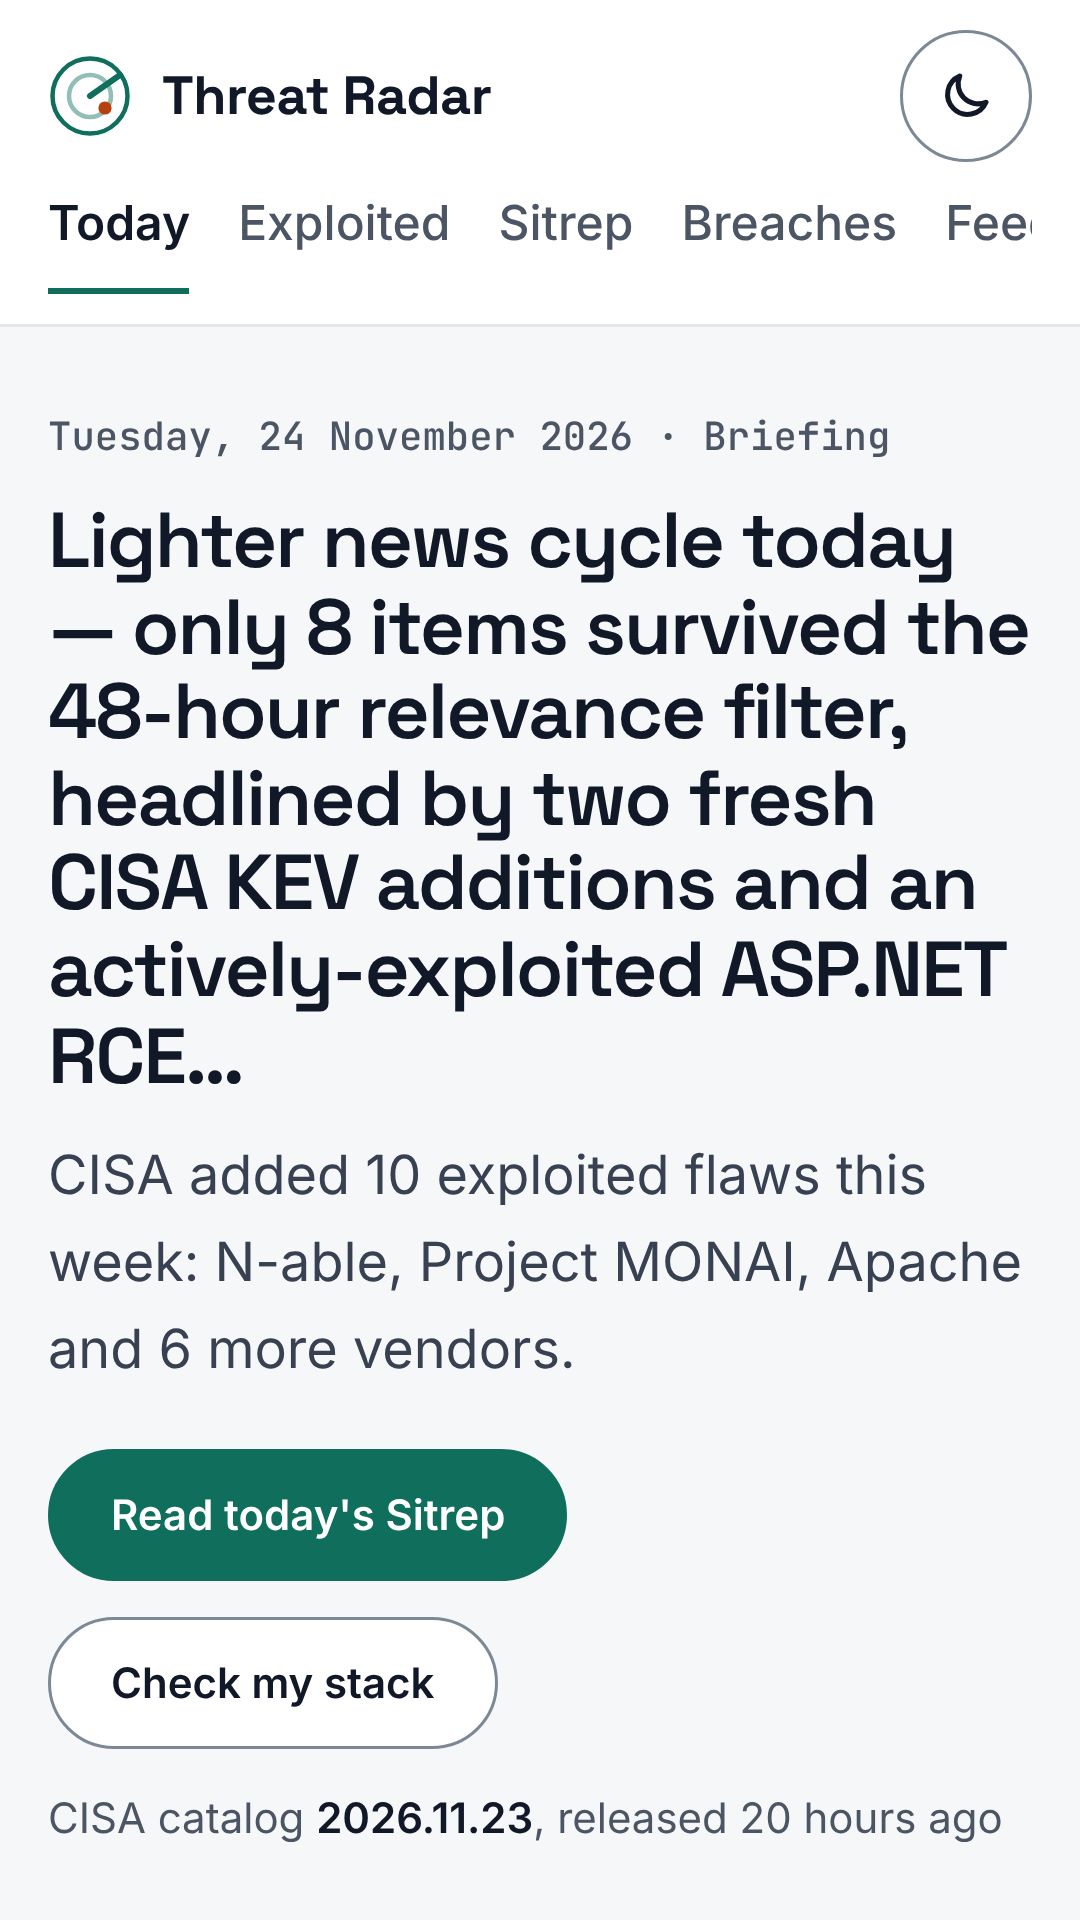 Threat Radar
Today Exploited Sitrep Breaches Fee
Tuesday, 24 November 2026 · Briefing
Lighter news cycle today
— only 8 items survived the
48-hour relevance filter,
headlined by two fresh
CISA KEV additions and an
actively-exploited ASP.NET
RCE...
CISA added 10 exploited flaws this
week: N-able, Project MONAI, Apache
and 6 more vendors.
Read today's Sitrep
Check my stack
CISA catalog 2026.11.23, released 20 hours ago